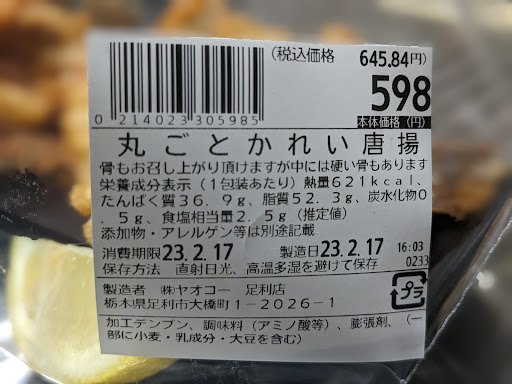 (税込価格 645.84円)
0 214023 305985
598
本体価格(円)
丸ごとかれい唐揚
骨もお召し上がり頂けますが中には硬い骨もあります
栄養成分表示(1包装あたり)熱量621kcal、
たんぱく質36.9g、脂質52.3g、炭水化物0
.5g、食塩相当量2.5g(推定値)
添加物・アレルゲン等は別途記載
消費期限23.2.17 製造日23.2.17 16:03
保存方法 直射日光、高温多湿を避けて保存 0233
製造者 ㈱ヤオコー 足利店
栃木県足利市大橋町1-2026-1
プラ
加工デンプン、調味料(アミノ酸等)、膨張剤、(一
部に小麦・乳成分・大豆を含む)